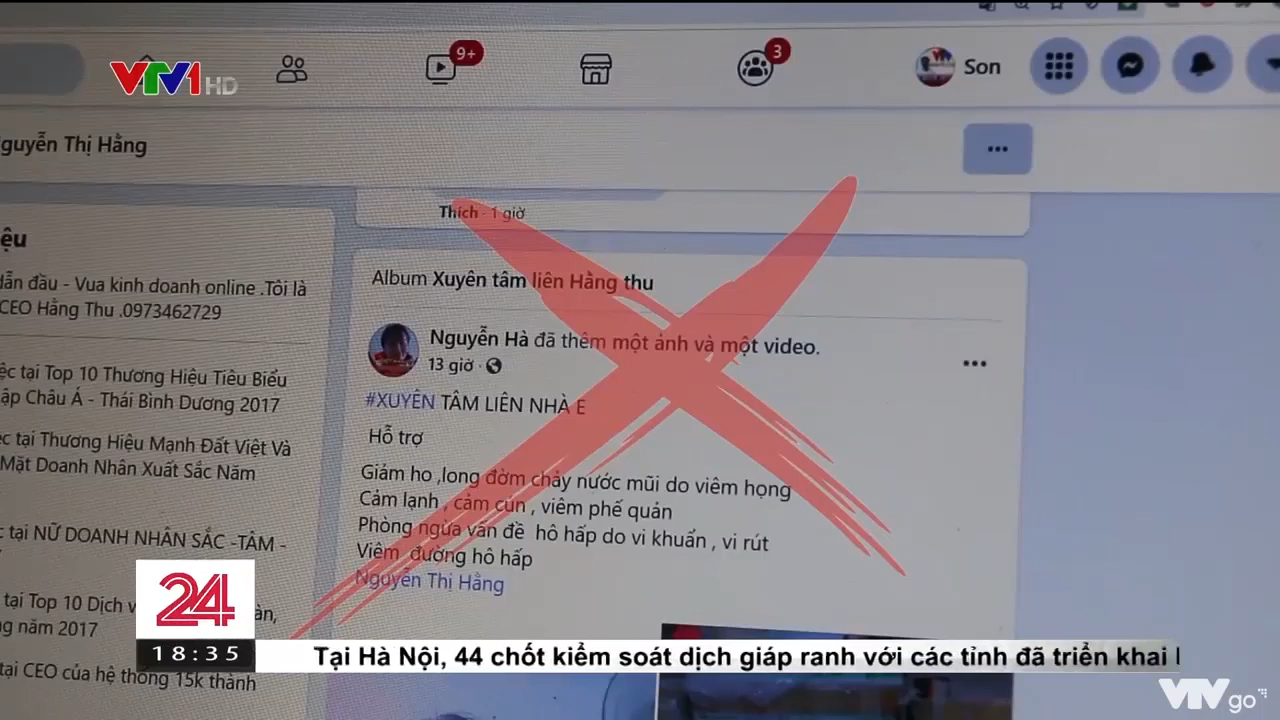 VTV1 HD
9+
3
Son
guyễn Thị Hằng
Thích · 1 giờ
ệu
dẫn đầu - Vua kinh doanh online .Tôi là
CEO Hằng Thu .0973462729
ệc tại Top 10 Thương Hiệu Tiêu Biểu
ập Châu Á - Thái Bình Dương 2017
ệc tại Thương Hiệu Mạnh Đất Việt Và
Mặt Doanh Nhân Xuất Sắc Năm
c tại NỮ DOANH NHÂN SẮC -TÂM -
tại Top 10 Dịch v
àn,
g năm 2017
tại CEO của hệ thống 15k thành
Album Xuyên tâm liên Hằng thu
Nguyễn Hà đã thêm một ảnh và một video.
13 giờ ·
#XUYÊN TÂM LIÊN NHÀ E
Hỗ trợ
Giảm ho ,long đờm chảy nước mũi do viêm họng
Cảm lạnh , cảm cún , viêm phế quản
Phòng ngừa vấn đề hô hấp do vi khuẩn , vi rút
Viêm đường hô hấp
Nguyễn Thị Hằng
24
18:35
Tại Hà Nội, 44 chốt kiểm soát dịch giáp ranh với các tỉnh đã triển khai
VTV go